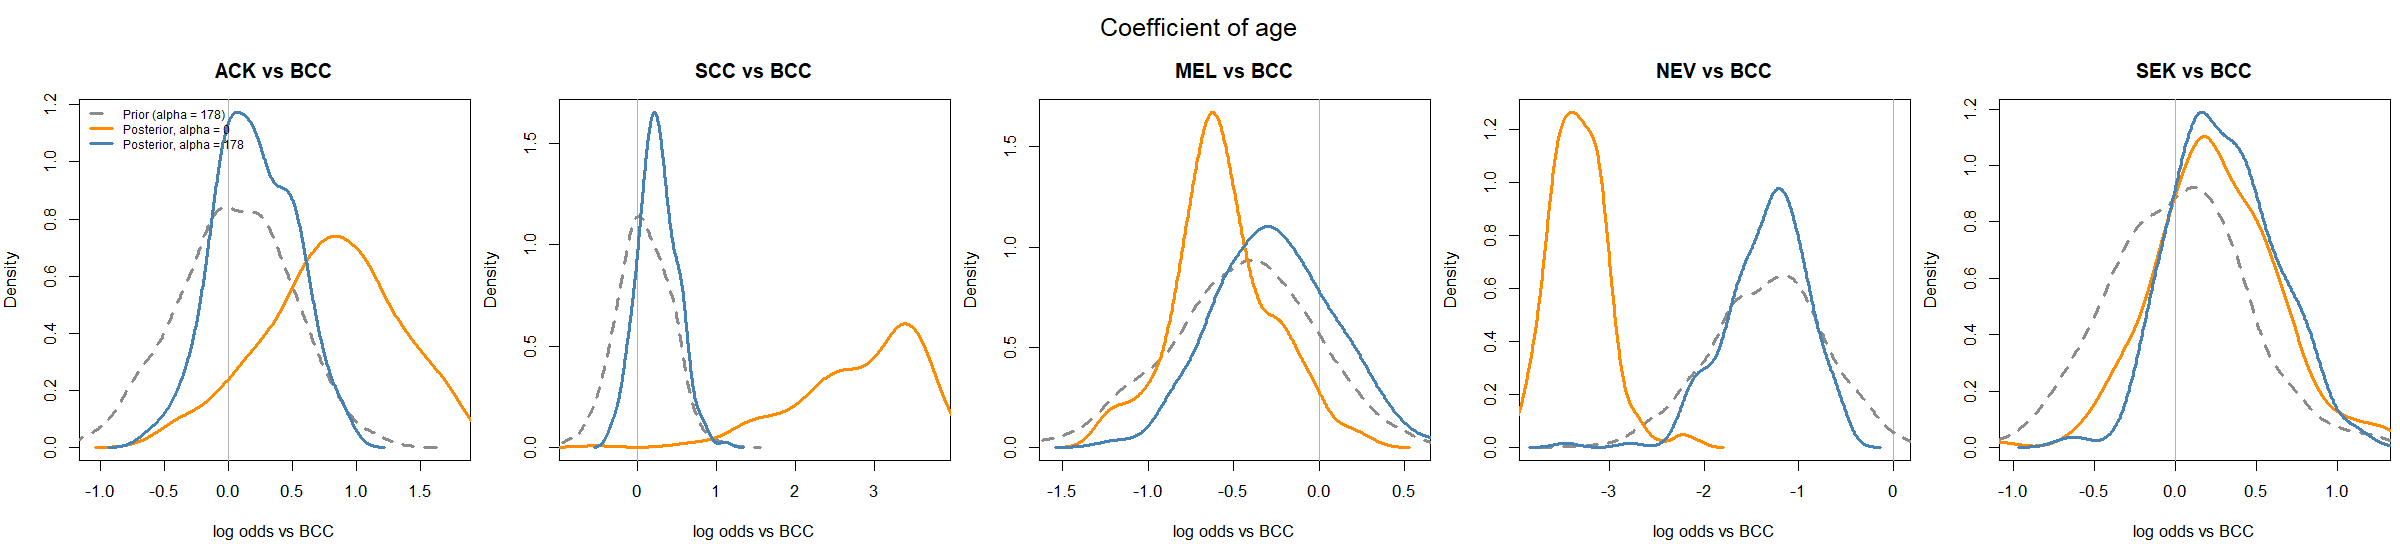 Coefficient of age
ACK vs BCC
Prior (alpha = 178)
Posterior, alpha = 0
Posterior, alpha = 178
Density
0.0 0.2 0.4 0.6 0.8 1.0 1.2
-1.0 -0.5 0.0 0.5 1.0 1.5
log odds vs BCC
SCC vs BCC
Density
0.0 0.5 1.0 1.5
0 1 2 3
log odds vs BCC
MEL vs BCC
Density
0.0 0.5 1.0 1.5
-1.5 -1.0 -0.5 0.0 0.5
log odds vs BCC
NEV vs BCC
Density
0.0 0.2 0.4 0.6 0.8 1.0 1.2
-3 -2 -1 0
log odds vs BCC
SEK vs BCC
Density
0.0 0.2 0.4 0.6 0.8 1.0 1.2
-1.0 -0.5 0.0 0.5 1.0
log odds vs BCC